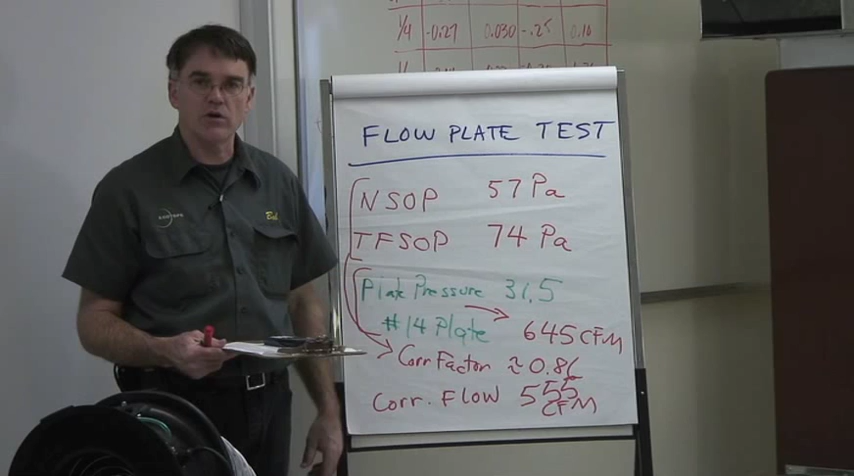 1/4 -0.27 0.030 -.25 0.10
FLOW PLATE TEST
NSOP 57 Pa
TFSOP 74 Pa
Plate Pressure 31.5
#14 Plate 645 CFM
Corr Factor ≈ 0.86
Corr. FLOW 555
CFM